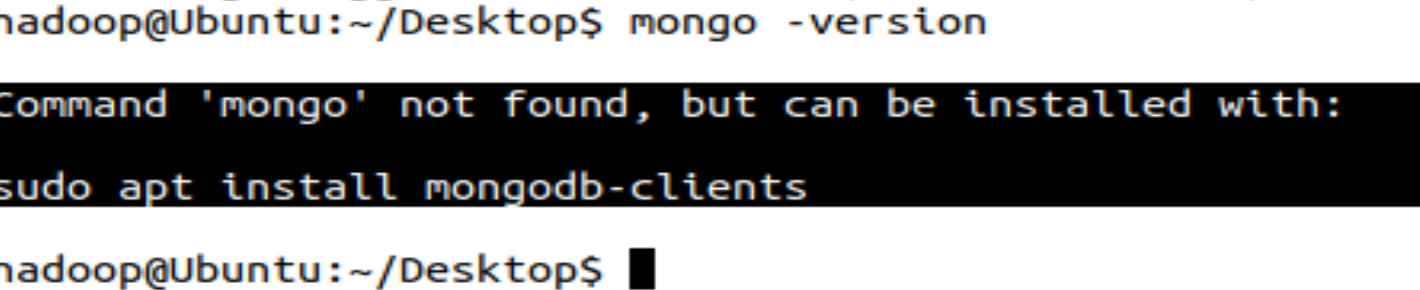 hadoop@Ubuntu:~/Desktop$ mongo -version
Command 'mongo' not found, but can be installed with:
sudo apt install mongodb-clients
hadoop@Ubuntu:~/Desktop$